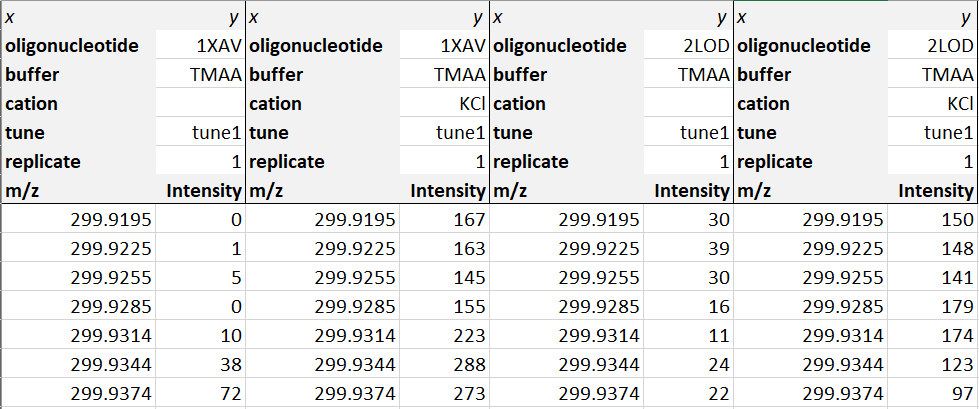 x y x y x y x y
oligonucleotide 1XAV oligonucleotide 1XAV oligonucleotide 2LOD oligonucleotide 2LOD
buffer TMAA buffer TMAA buffer TMAA buffer TMAA
cation cation KCl cation cation KCl
tune tune1 tune tune1 tune tune1 tune tune1
replicate 1 replicate 1 replicate 1 replicate 1
m/z Intensity m/z Intensity m/z Intensity m/z Intensity
299.9195 0 299.9195 167 299.9195 30 299.9195 150
299.9225 1 299.9225 163 299.9225 39 299.9225 148
299.9255 5 299.9255 145 299.9255 30 299.9255 141
299.9285 0 299.9285 155 299.9285 16 299.9285 179
299.9314 10 299.9314 223 299.9314 11 299.9314 174
299.9344 38 299.9344 288 299.9344 24 299.9344 123
299.9374 72 299.9374 273 299.9374 22 299.9374 97